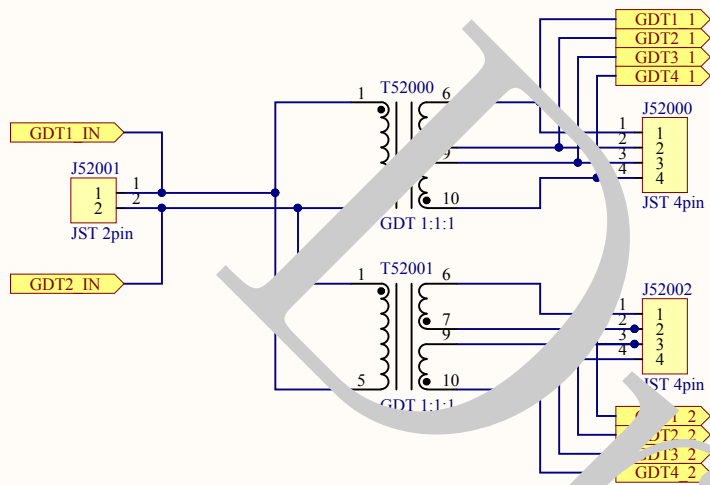 GDT1_1
GDT2_1
GDT3_1
GDT4_1
T52000
1
6
9
10
GDT 1:1:1
J52000
1 1
2 2
3 3
4 4
JST 4pin
GDT1_IN
J52001
1 1
2 2
JST 2pin
GDT2_IN
T52001
1
5
6
7
9
10
GDT 1:1:1
J52002
1 1
2 2
3 3
4 4
JST 4pin
GDT2_2
GDT3_2
GDT4_2